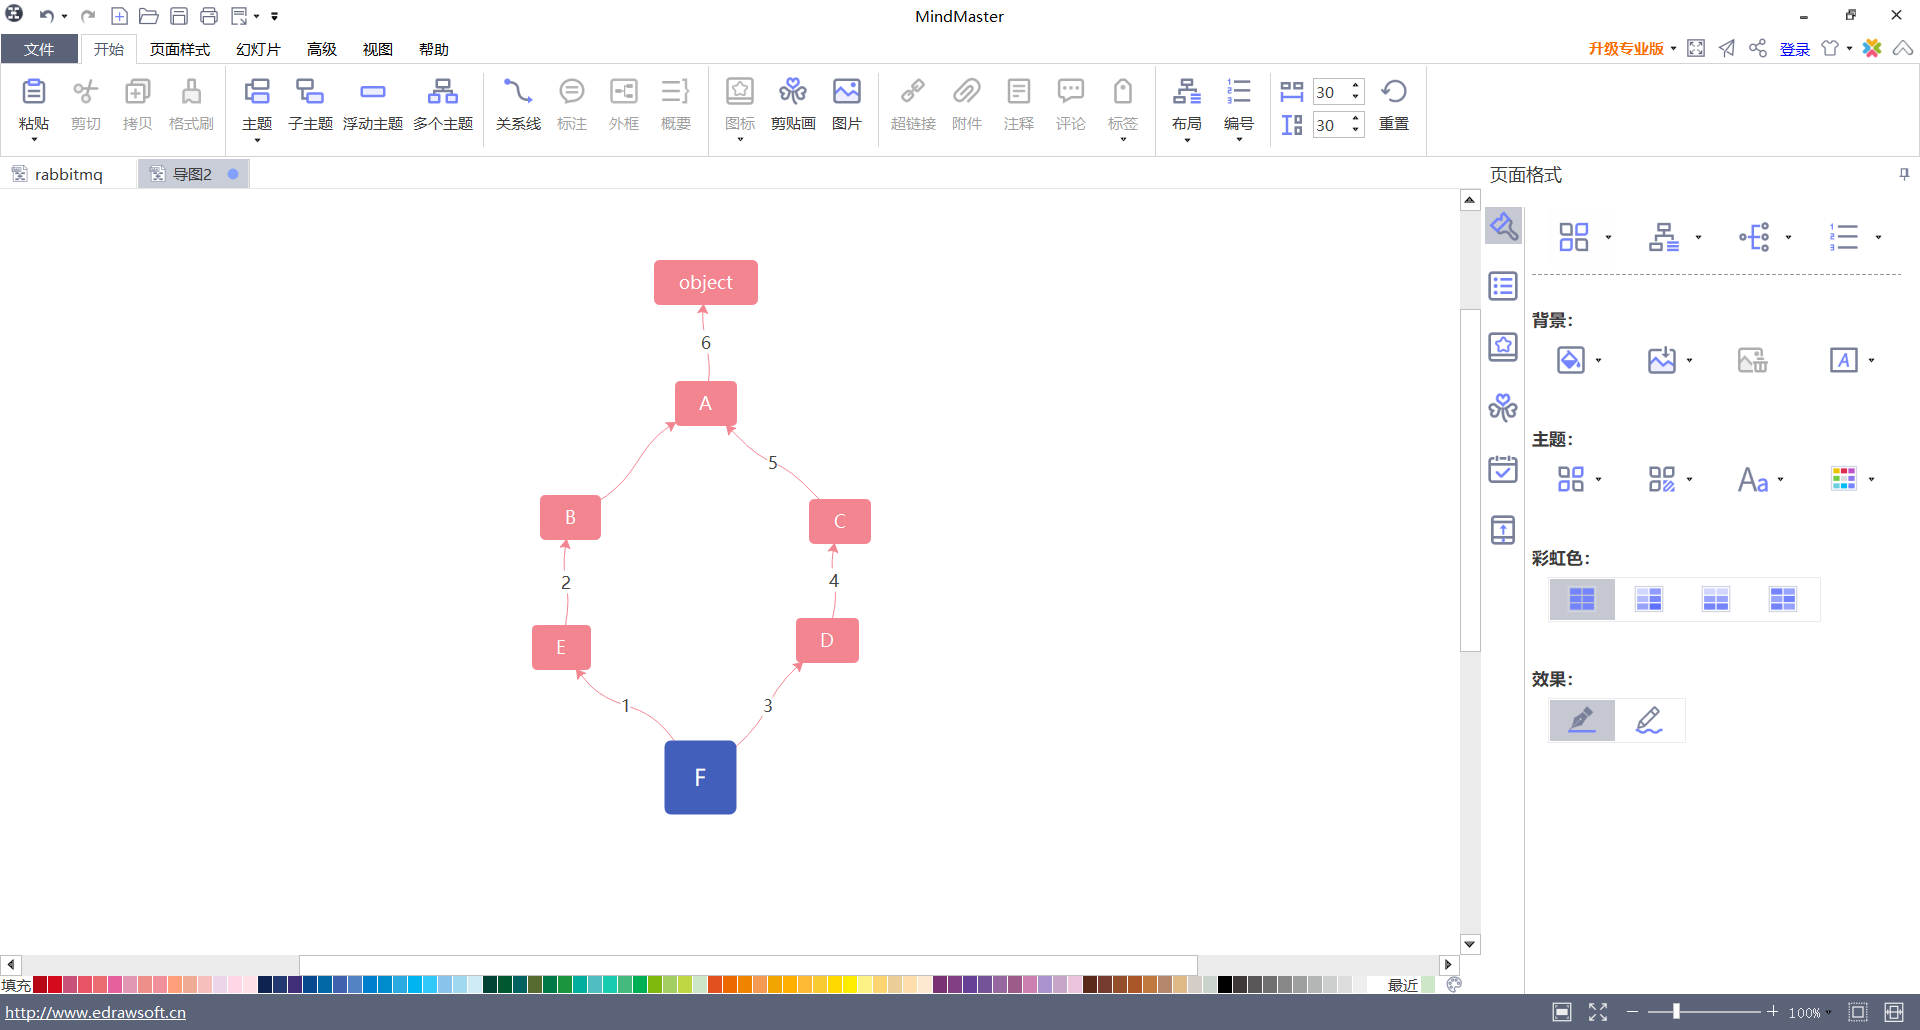 MindMaster
文件 开始 页面样式 幻灯片 高级 视图 帮助 升级专业版 登录
粘贴 剪切 拷贝 格式刷 主题 子主题 浮动主题 多个主题 关系线 标注 外框 概要 图标 剪贴画 图片 超链接 附件 注释 评论 标签 布局 编号 30 30 重置
rabbitmq 导图2 页面格式
object
6
A
5
B
C
2
4
E
D
1
3
F
背景:
主题:
Aa
彩虹色:
效果:
填充 最近
http://www.edrawsoft.cn 100%